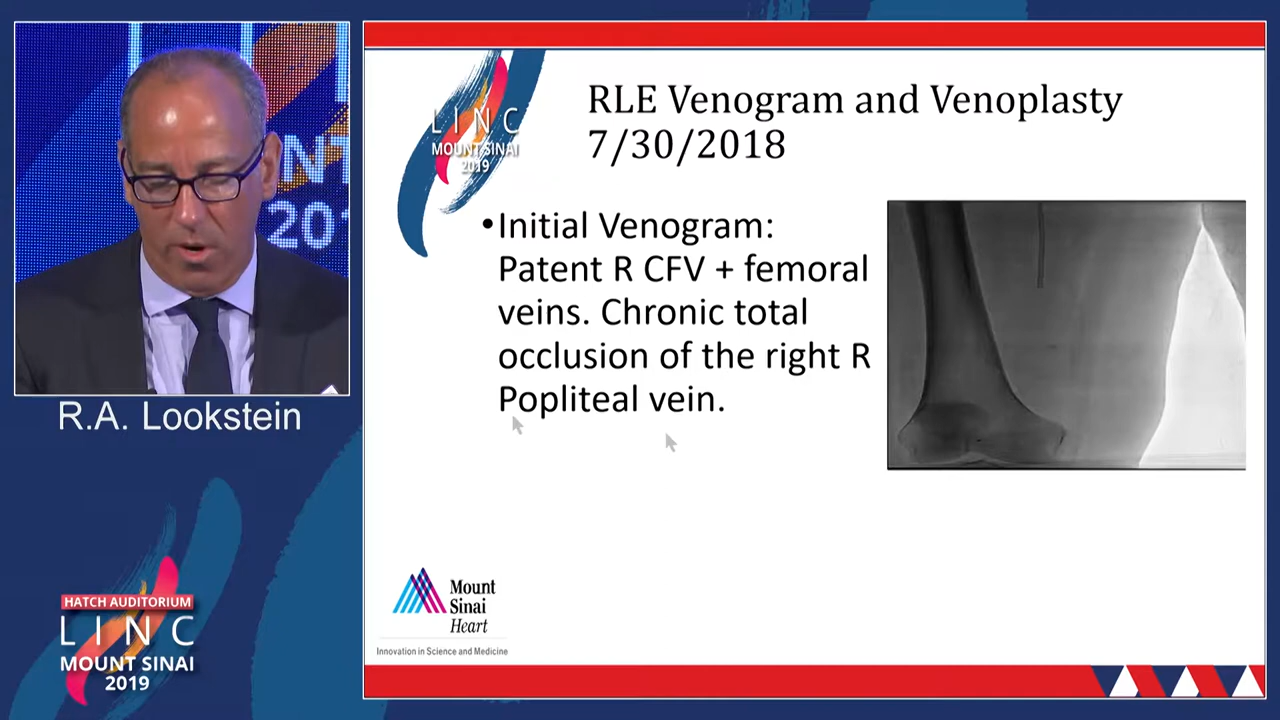 NT
201
R.A. Lookstein
HATCH AUDITORIUM
LINC
MOUNT SINAI
2019
LINC
MOUNT SINAI
2019
RLE Venogram and Venoplasty
7/30/2018
•Initial Venogram:
Patent R CFV + femoral
veins. Chronic total
occlusion of the right R
Popliteal vein.
Mount
Sinai
Heart
Innovation in Science and Medicine